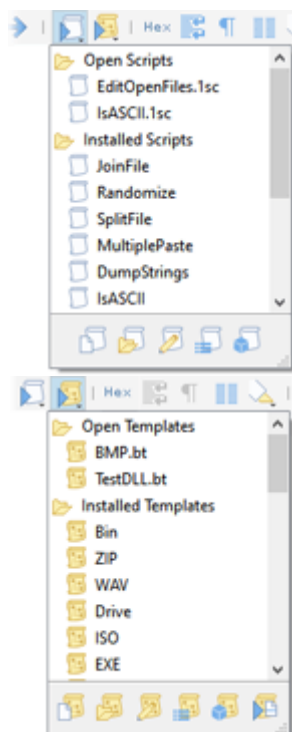 Hex
Open Scripts
EditOpenFiles.1sc
IsASCII.1sc
Installed Scripts
JoinFile
Randomize
SplitFile
MultiplePaste
DumpStrings
IsASCII
Hex
Open Templates
BMP.bt
TestDLL.bt
Installed Templates
Bin
ZIP
WAV
Drive
ISO
EXE